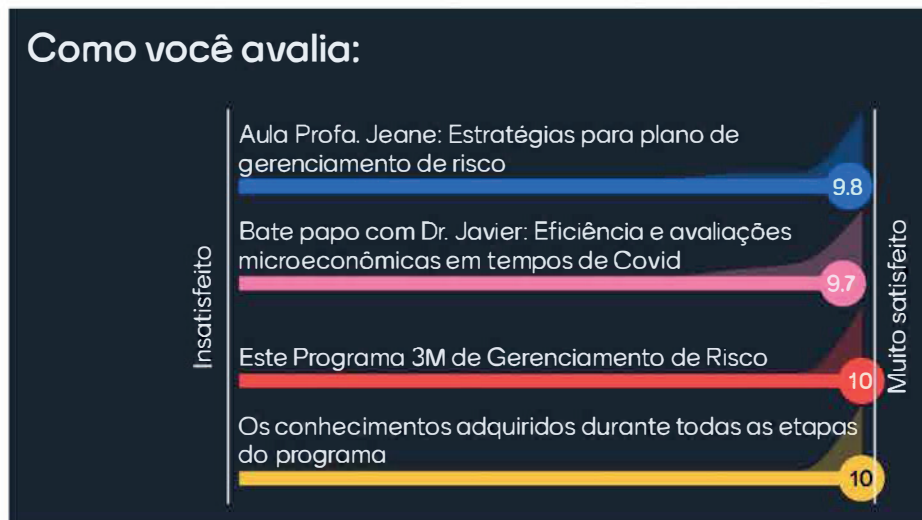 Como você avalia:
Aula Profa. Jeane: Estratégias para plano de
gerenciamento de risco
9.8
Bate papo com Dr. Javier: Eficiência e avaliações
microeconômicas em tempos de Covid
9.7
Este Programa 3M de Gerenciamento de Risco
10
Os conhecimentos adquiridos durante todas as etapas
do programa
10
Insatisfeito
Muito satisfeito